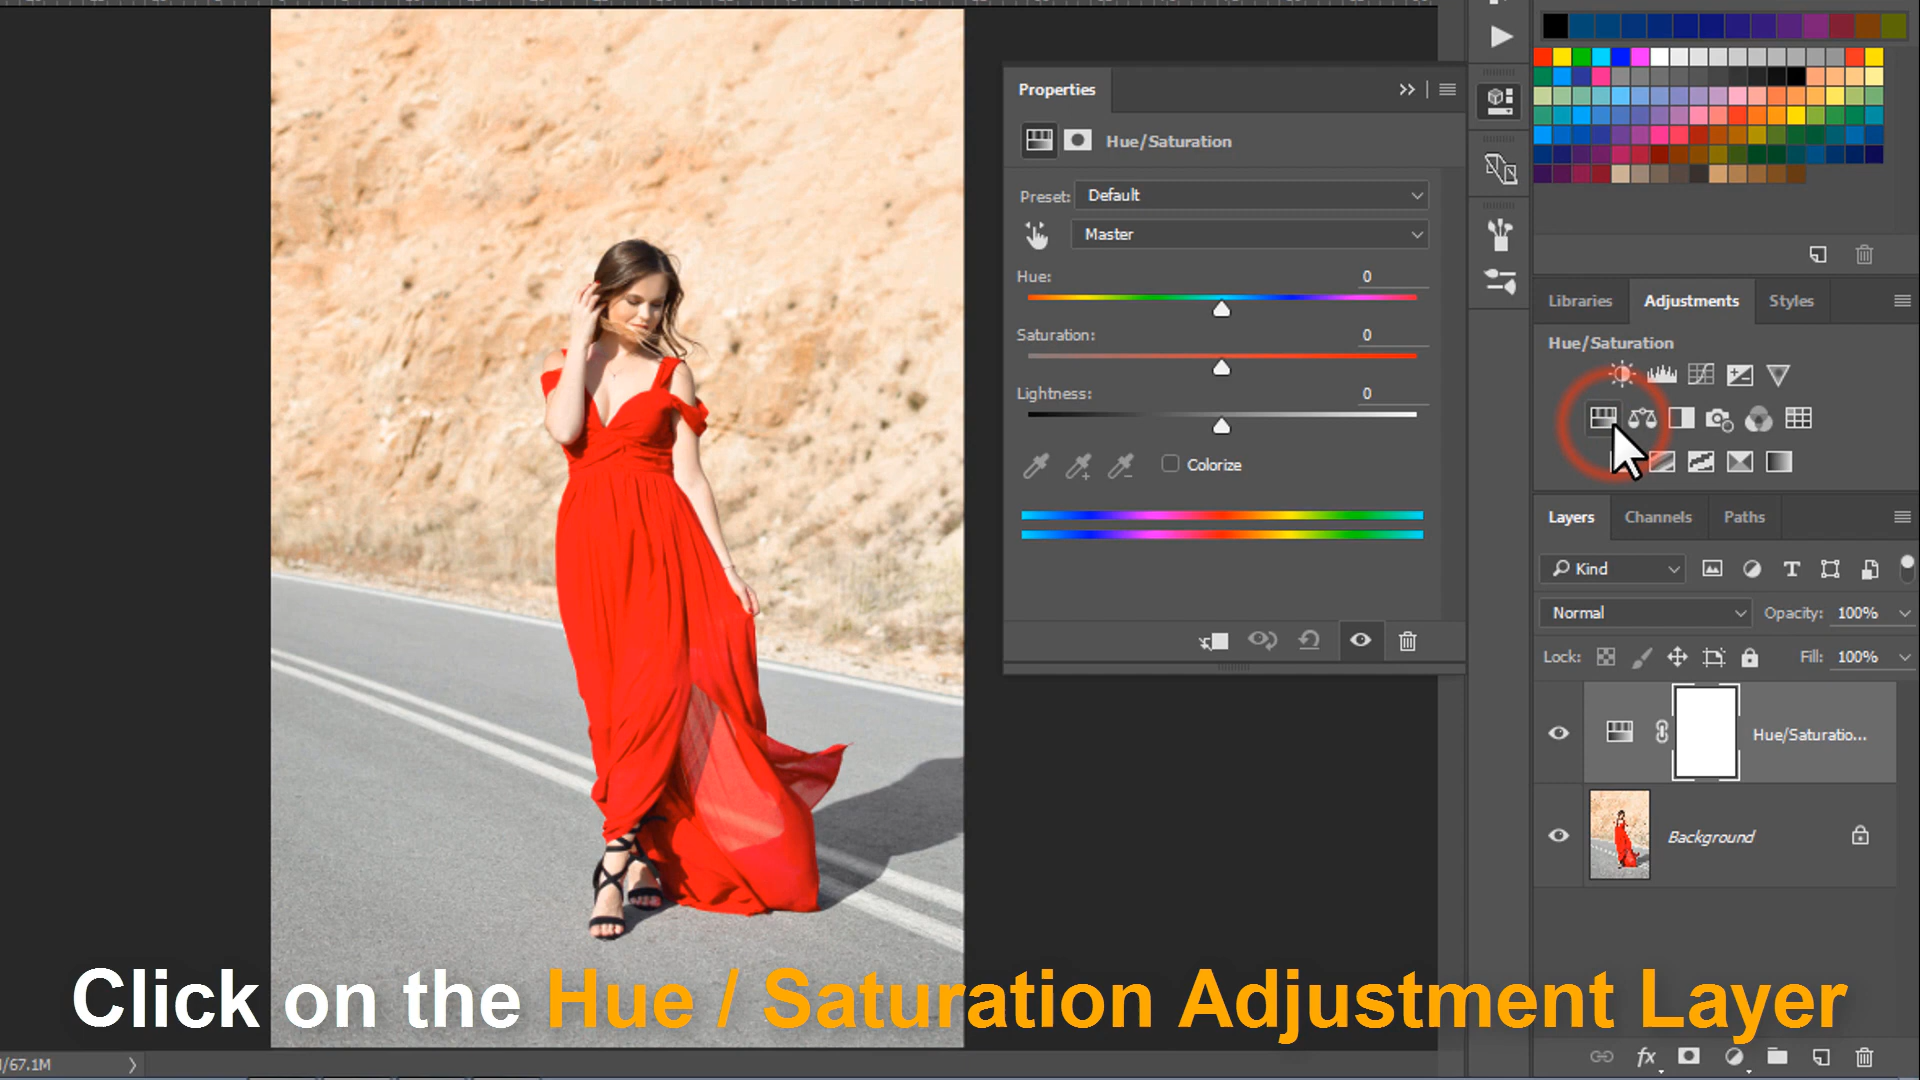 Properties
Hue/Saturation
Preset: Default
Master
Hue: 0
Saturation: 0
Lightness: 0
Colorize
Libraries Adjustments Styles
Hue/Saturation
Layers Channels Paths
Kind
Normal Opacity: 100%
Lock: Fill: 100%
Hue/Saturatio...
Background
Click on the Hue / Saturation Adjustment Layer
/67.1M
fx